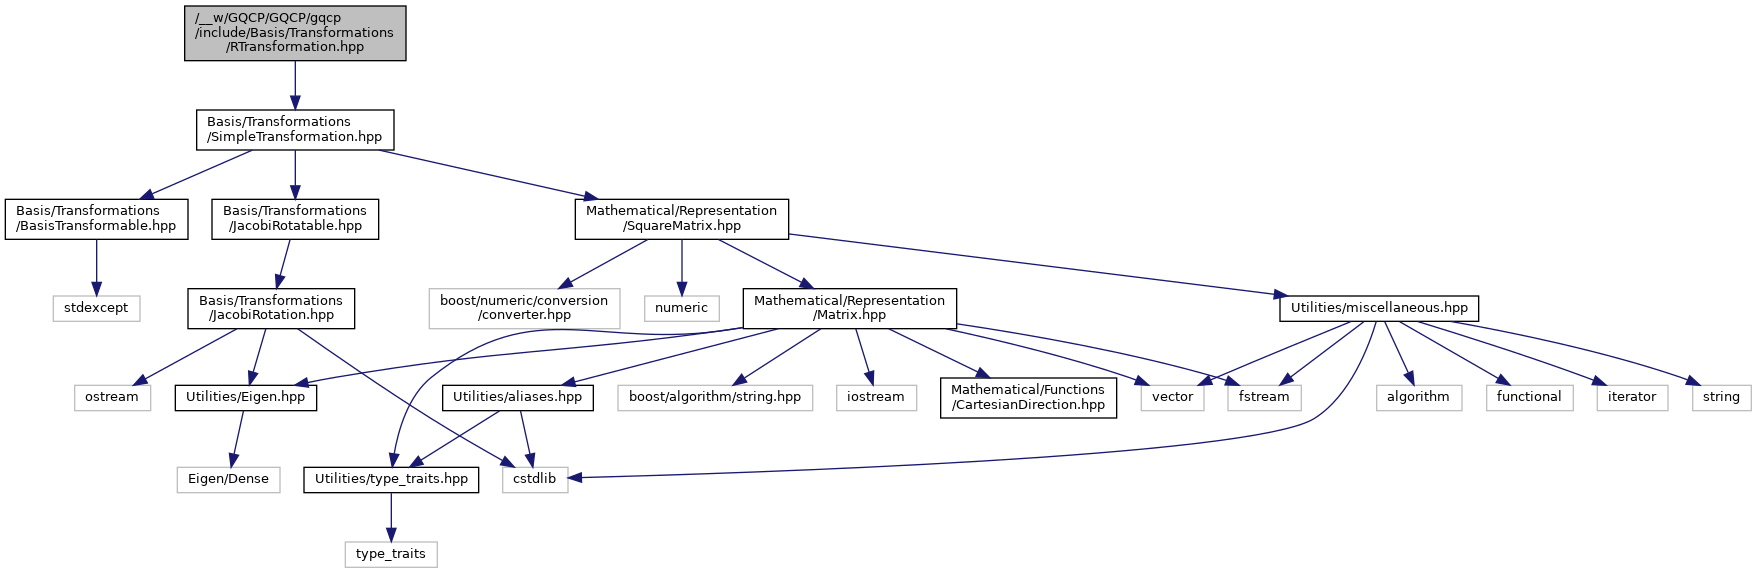 /__w/GQCP/GQCP/gqcp
/include/Basis/Transformations
/RTransformation.hpp
Basis/Transformations
/SimpleTransformation.hpp
Basis/Transformations
/BasisTransformable.hpp
Basis/Transformations
/JacobiRotatable.hpp
Mathematical/Representation
/SquareMatrix.hpp
stdexcept
Basis/Transformations
/JacobiRotation.hpp
boost/numeric/conversion
/converter.hpp
numeric
Mathematical/Representation
/Matrix.hpp
Utilities/miscellaneous.hpp
ostream
Utilities/Eigen.hpp
Utilities/aliases.hpp
boost/algorithm/string.hpp
iostream
Mathematical/Functions
/CartesianDirection.hpp
vector
fstream
algorithm
functional
iterator
string
Eigen/Dense
Utilities/type_traits.hpp
cstdlib
type_traits